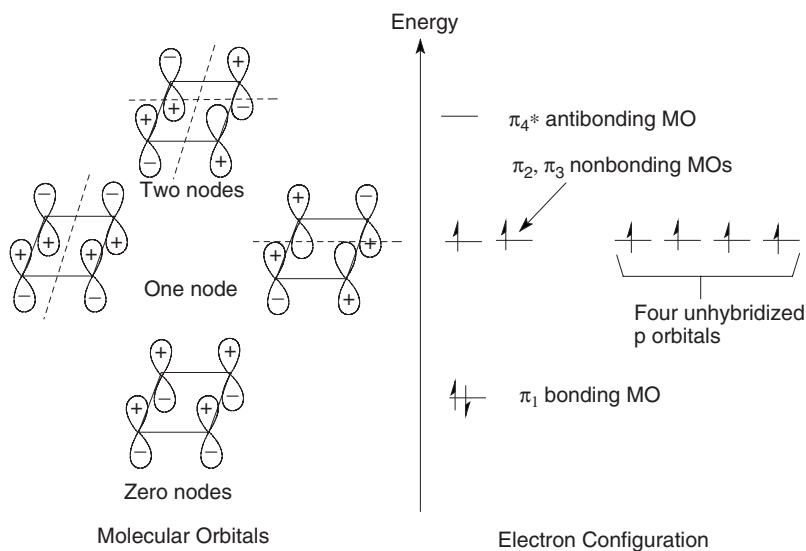 Energy
− +
+ −
+
− +
π4* antibonding MO
π2, π3 nonbonding MOs
Two nodes
− −
+ +
+ +
− −
+
+
−
− +
One node
Four unhybridized
p orbitals
+ +
− −
+ +
− −
π1 bonding MO
Zero nodes
Molecular Orbitals
Electron Configuration